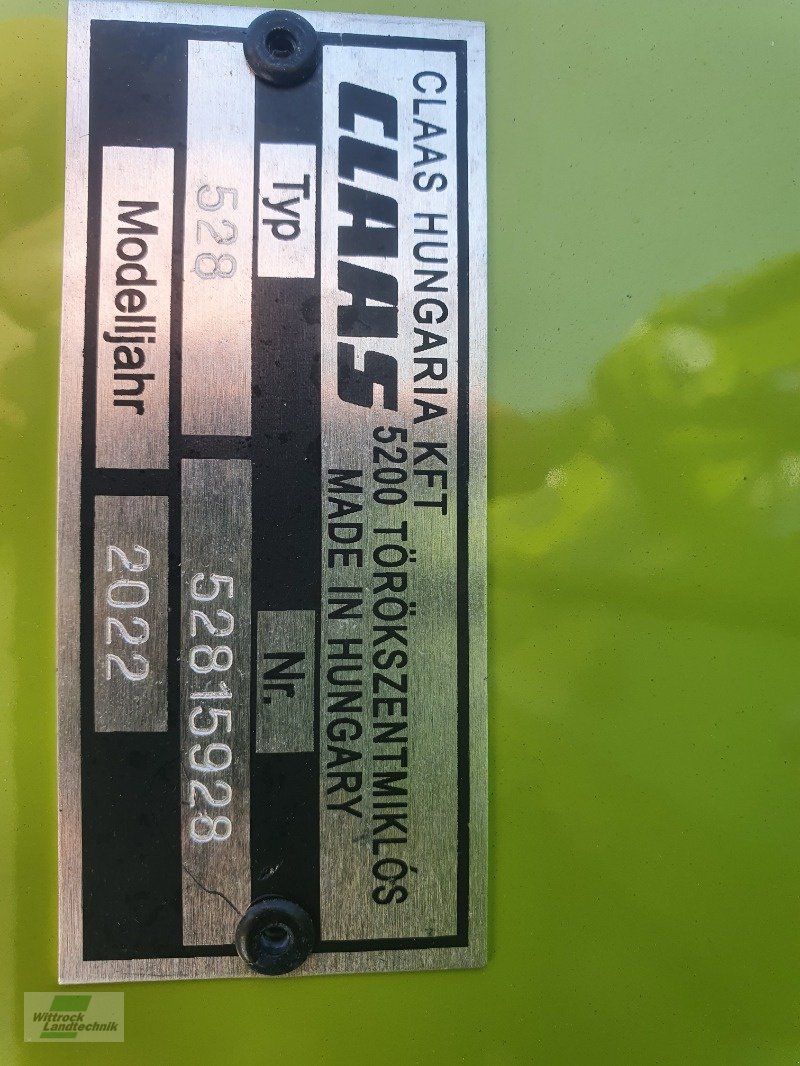 CLAAS HUNGARIA KFT
CLAAS 5200 TÖRÖKSZENTMIKLÓS
MADE IN HUNGARY
Typ Nr.
528 52815928
Modelljahr 2022
Wittrock
Landtechnik